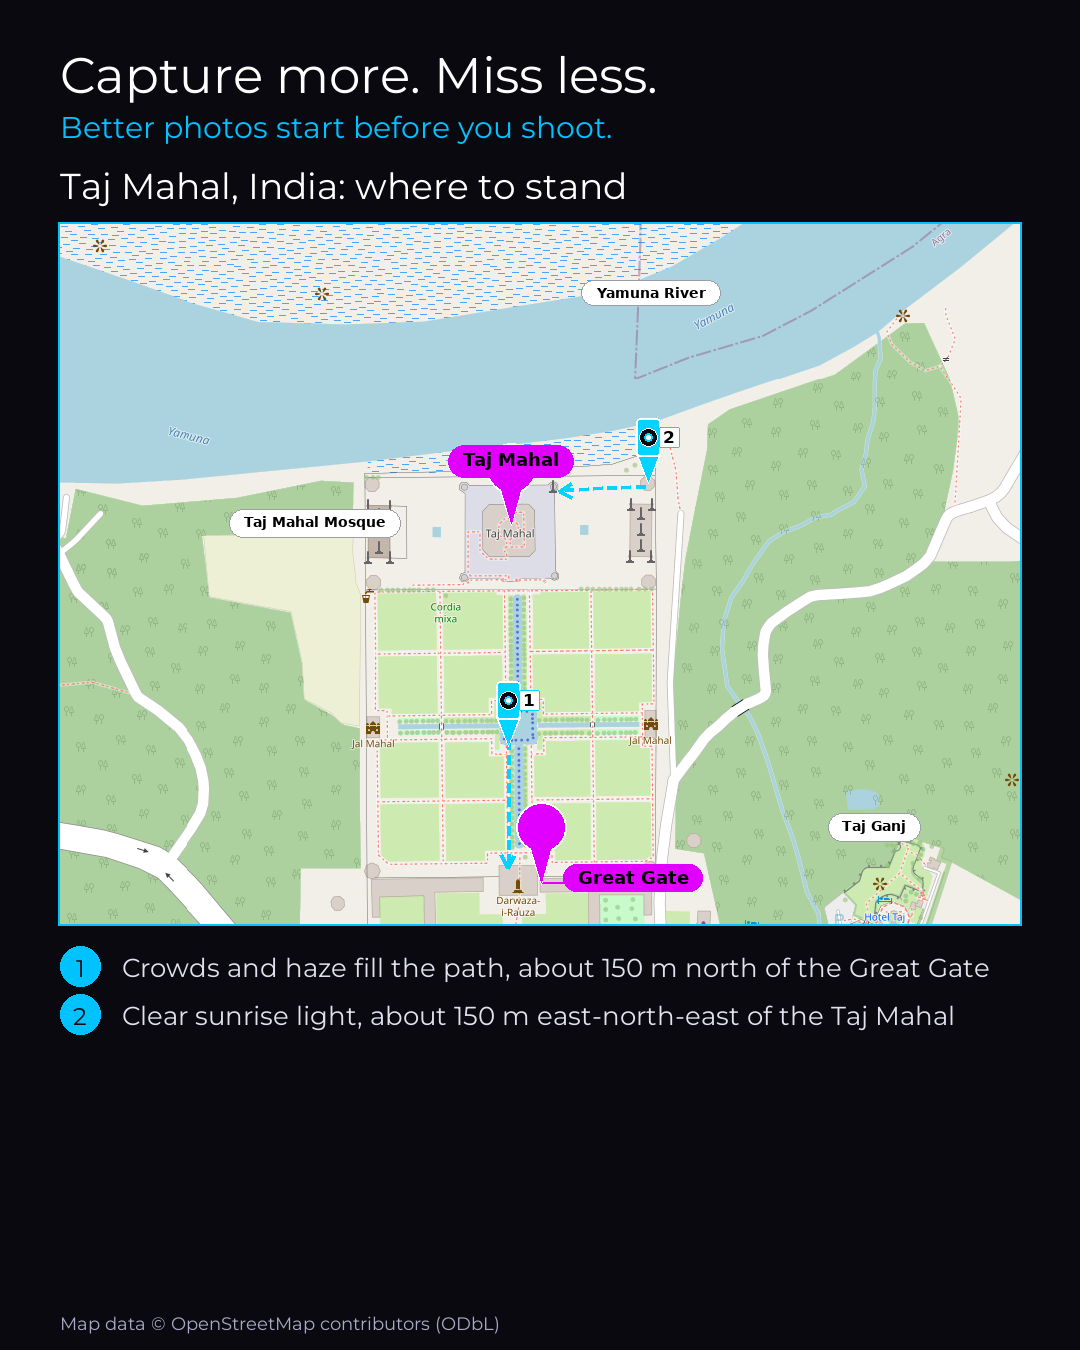 Capture more. Miss less.
Better photos start before you shoot.
Taj Mahal, India: where to stand
Agra
Yamuna River
Yamuna
Yamuna
2
Taj Mahal
Taj Mahal Mosque
Taj Mahal
Cordia
mixa
1
Jal Mahal
Jal Mahal
Taj Ganj
Great Gate
Darwaza-
i-Rauza
Hotel Taj
1 Crowds and haze fill the path, about 150 m north of the Great Gate
2 Clear sunrise light, about 150 m east-north-east of the Taj Mahal
Map data © OpenStreetMap contributors (ODbL)